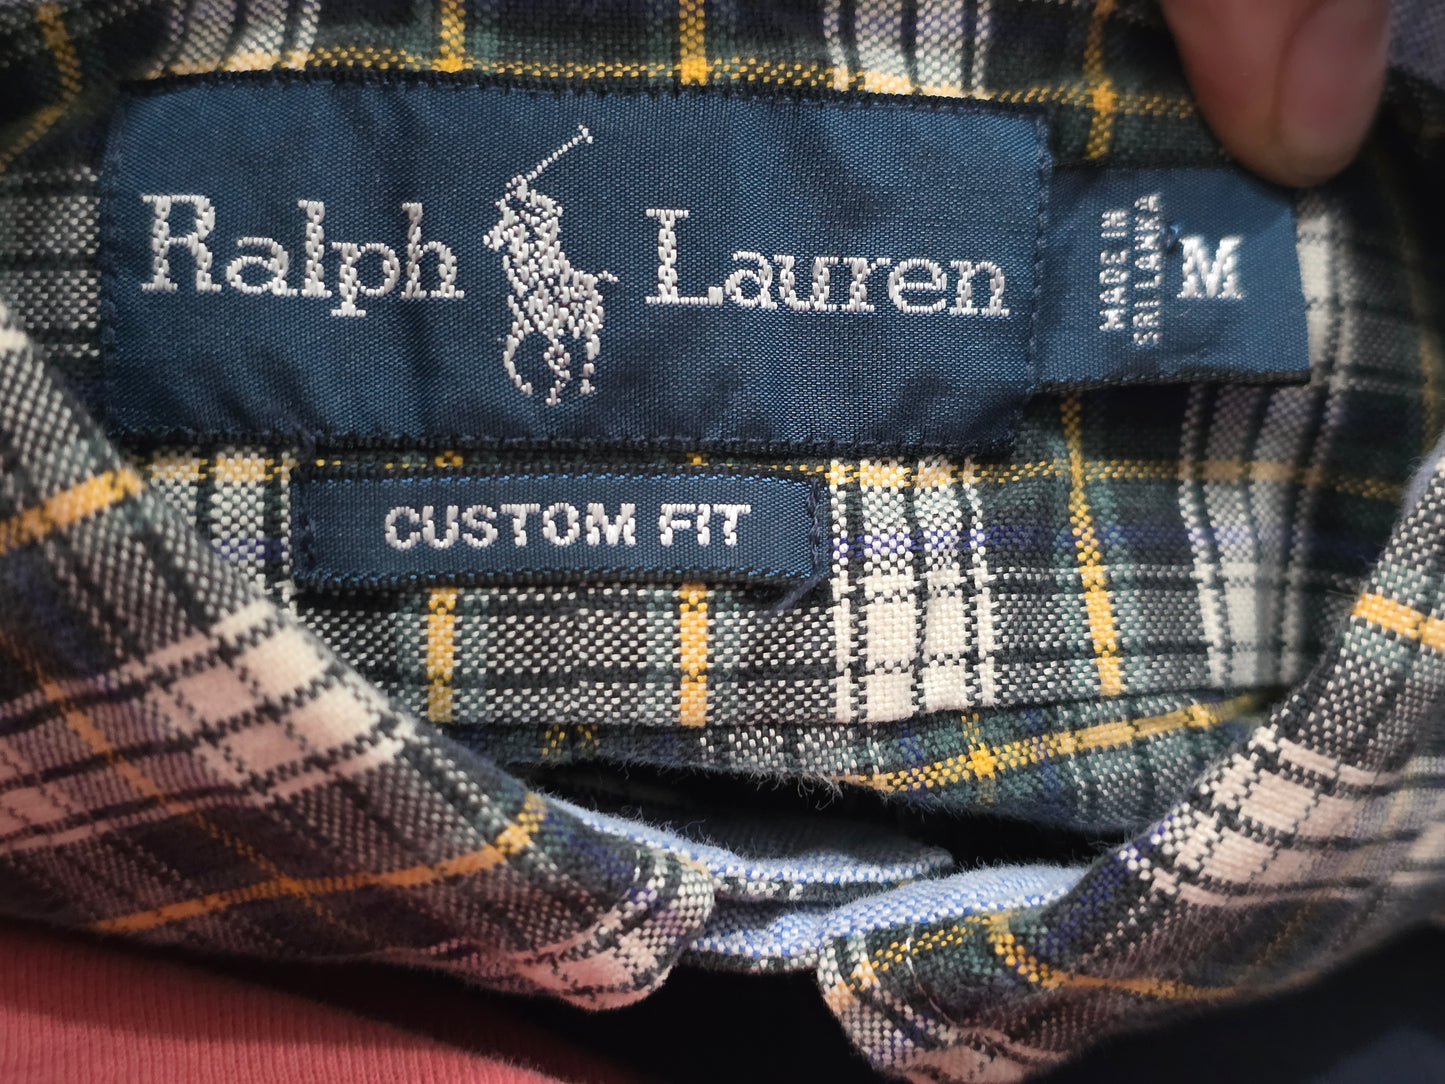 Ralph Lauren
MADE IN
SRI LANKA
M
CUSTOM FIT